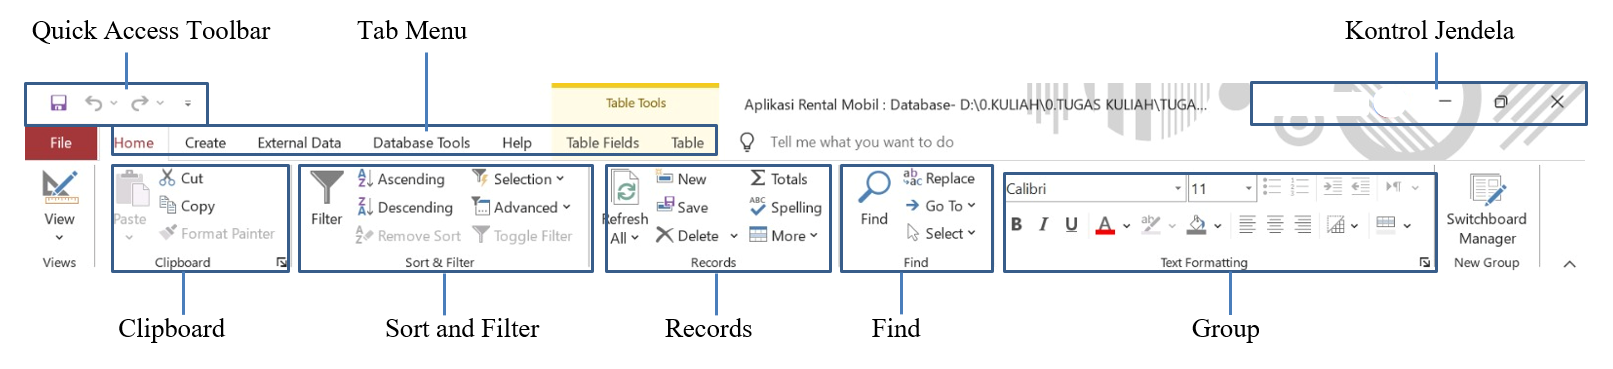 Quick Access Toolbar
Tab Menu
Kontrol Jendela
Table Tools
Aplikasi Rental Mobil : Database- D:\0.KULIAH\0.TUGAS KULIAH\TUGA...
File
Home
Create
External Data
Database Tools
Help
Table Fields
Table
Tell me what you want to do
View
Views
Paste
Cut
Copy
Format Painter
Clipboard
Filter
Ascending
Descending
Remove Sort
Selection
Advanced
Toggle Filter
Sort & Filter
Refresh
All
New
Save
Delete
Totals
Spelling
More
Records
Find
Replace
Go To
Select
Find
Calibri
11
B I U A
Text Formatting
Switchboard
Manager
New Group
Clipboard
Sort and Filter
Records
Find
Group